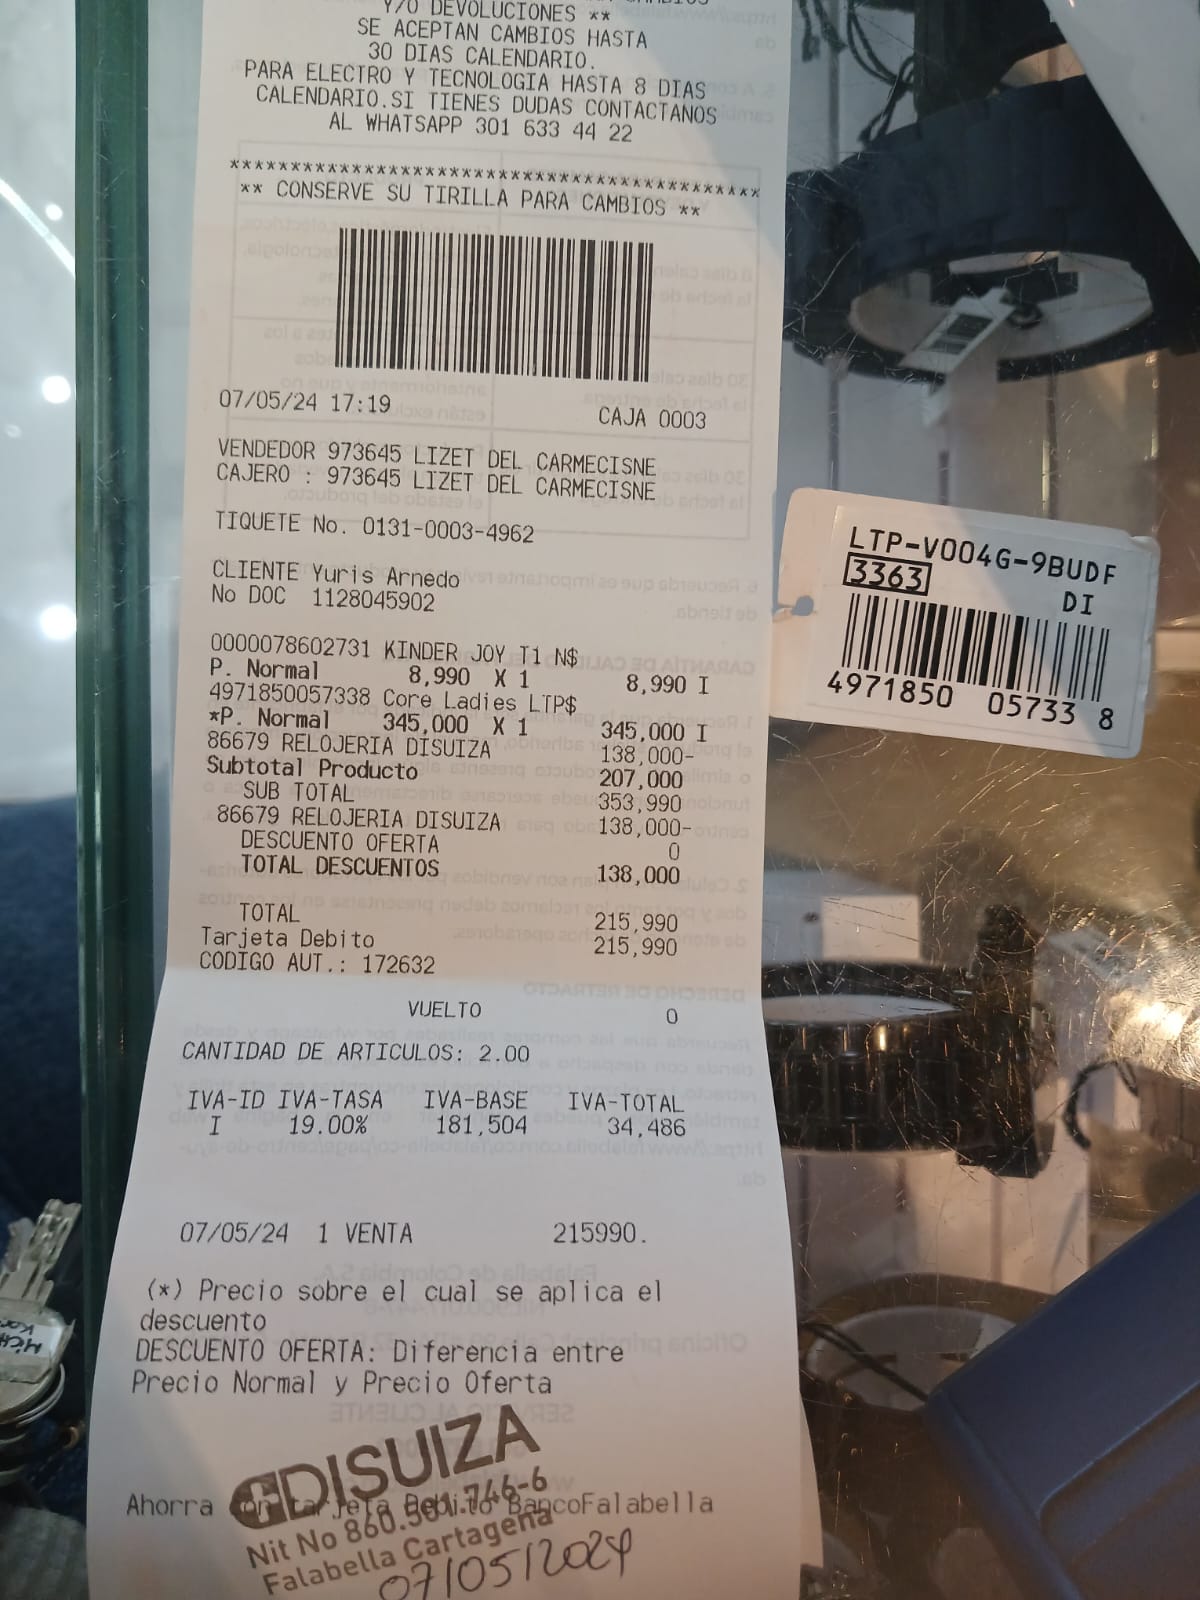 Y/O DEVOLUCIONES **
SE ACEPTAN CAMBIOS HASTA
30 DIAS CALENDARIO.
PARA ELECTRO Y TECNOLOGIA HASTA 8 DIAS
CALENDARIO.SI TIENES DUDAS CONTACTANOS
AL WHATSAPP 301 633 44 22
*******************************************
** CONSERVE SU TIRILLA PARA CAMBIOS **
07/05/24 17:19 CAJA 0003
VENDEDOR 973645 LIZET DEL CARMECISNE
CAJERO : 973645 LIZET DEL CARMECISNE
TIQUETE No. 0131-0003-4962
CLIENTE Yuris Arnedo
No DOC 1128045902
0000078602731 KINDER JOY T1 N$
P. Normal 8,990 X 1 8,990 I
4971850057338 Core Ladies LTP$
*P. Normal 345,000 X 1 345,000 I
86679 RELOJERIA DISUIZA 138,000-
Subtotal Producto 207,000
SUB TOTAL 353,990
86679 RELOJERIA DISUIZA 138,000-
DESCUENTO OFERTA 0
TOTAL DESCUENTOS 138,000
TOTAL 215,990
Tarjeta Debito 215,990
CODIGO AUT.: 172632
VUELTO 0
CANTIDAD DE ARTICULOS: 2.00
IVA-ID IVA-TASA IVA-BASE IVA-TOTAL
I 19.00% 181,504 34,486
07/05/24 1 VENTA 215990.
(*) Precio sobre el cual se aplica el
descuento
DESCUENTO OFERTA: Diferencia entre
Precio Normal y Precio Oferta
DISUIZA
Ahorra con tarjeta Debito BancoFalabella
Nit No 860.501.746-6
Falabella Cartagena
07/05/2024
LTP-V004G-9BUDF
3363
DI
4971850 05733 8